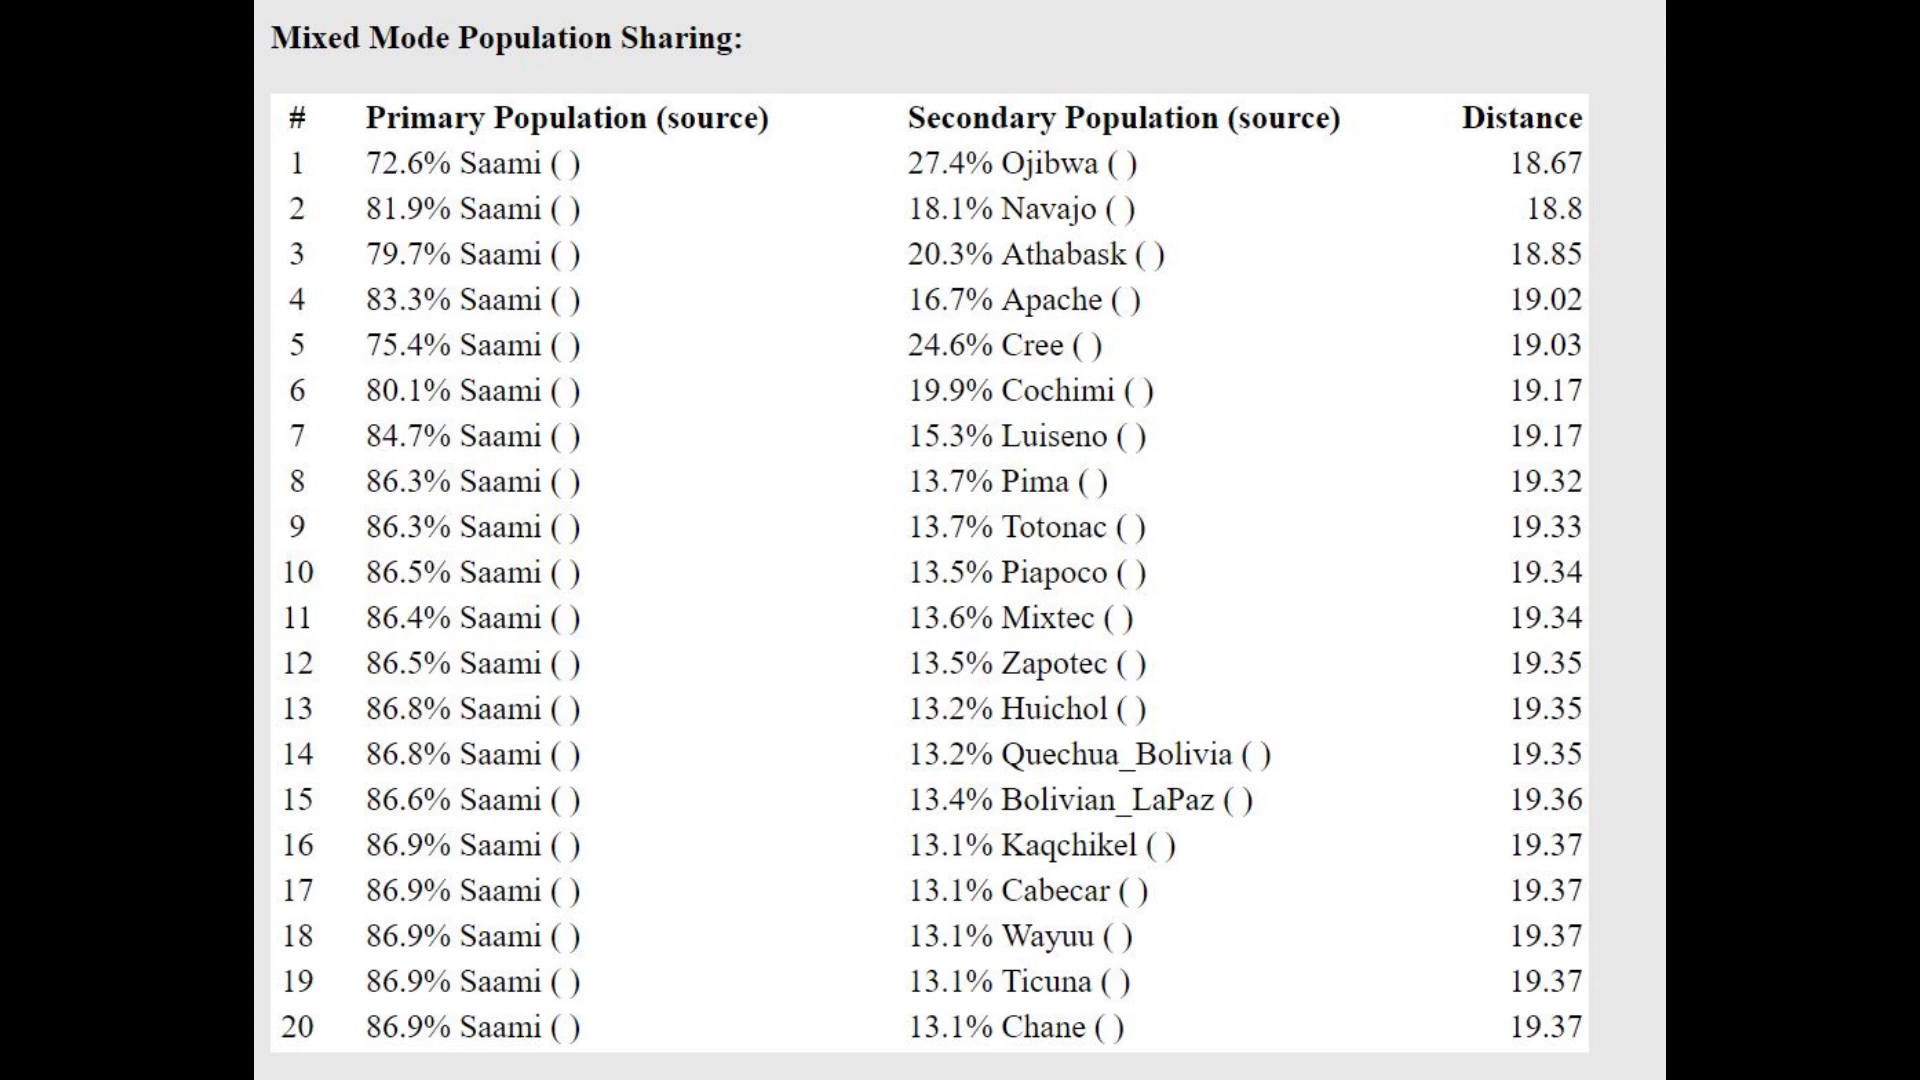 Mixed Mode Population Sharing:
# Primary Population (source) Secondary Population (source) Distance
1 72.6% Saami ( ) 27.4% Ojibwa ( ) 18.67
2 81.9% Saami ( ) 18.1% Navajo ( ) 18.8
3 79.7% Saami ( ) 20.3% Athabask ( ) 18.85
4 83.3% Saami ( ) 16.7% Apache ( ) 19.02
5 75.4% Saami ( ) 24.6% Cree ( ) 19.03
6 80.1% Saami ( ) 19.9% Cochimi ( ) 19.17
7 84.7% Saami ( ) 15.3% Luiseno ( ) 19.17
8 86.3% Saami ( ) 13.7% Pima ( ) 19.32
9 86.3% Saami ( ) 13.7% Totonac ( ) 19.33
10 86.5% Saami ( ) 13.5% Piapoco ( ) 19.34
11 86.4% Saami ( ) 13.6% Mixtec ( ) 19.34
12 86.5% Saami ( ) 13.5% Zapotec ( ) 19.35
13 86.8% Saami ( ) 13.2% Huichol ( ) 19.35
14 86.8% Saami ( ) 13.2% Quechua_Bolivia ( ) 19.35
15 86.6% Saami ( ) 13.4% Bolivian_LaPaz ( ) 19.36
16 86.9% Saami ( ) 13.1% Kaqchikel ( ) 19.37
17 86.9% Saami ( ) 13.1% Cabecar ( ) 19.37
18 86.9% Saami ( ) 13.1% Wayuu ( ) 19.37
19 86.9% Saami ( ) 13.1% Ticuna ( ) 19.37
20 86.9% Saami ( ) 13.1% Chane ( ) 19.37